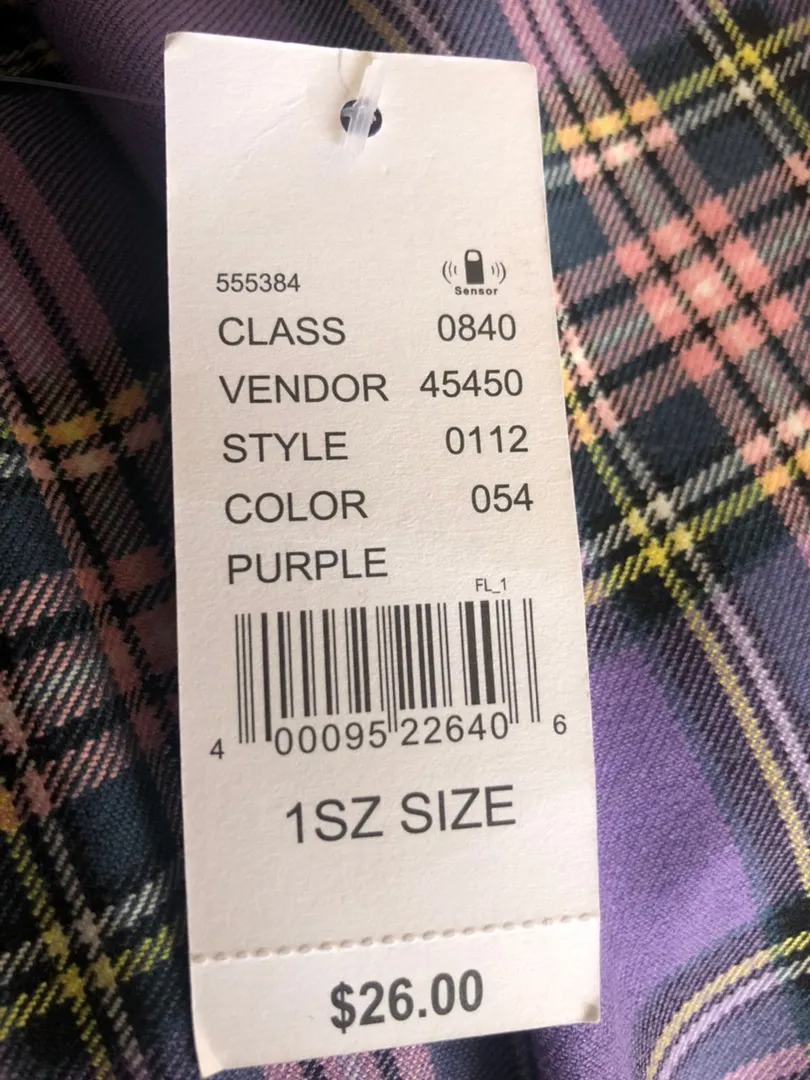 555384
Sensor
CLASS 0840
VENDOR 45450
STYLE 0112
COLOR 054
PURPLE
FL_1
4 00095 22640 6
1SZ SIZE
$26.00